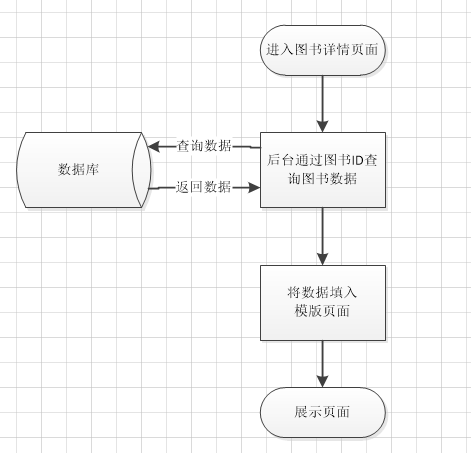 进入图书详情页面
查询数据
后台通过图书ID查
询图书数据
数据库
返回数据
将数据填入
模版页面
展示页面